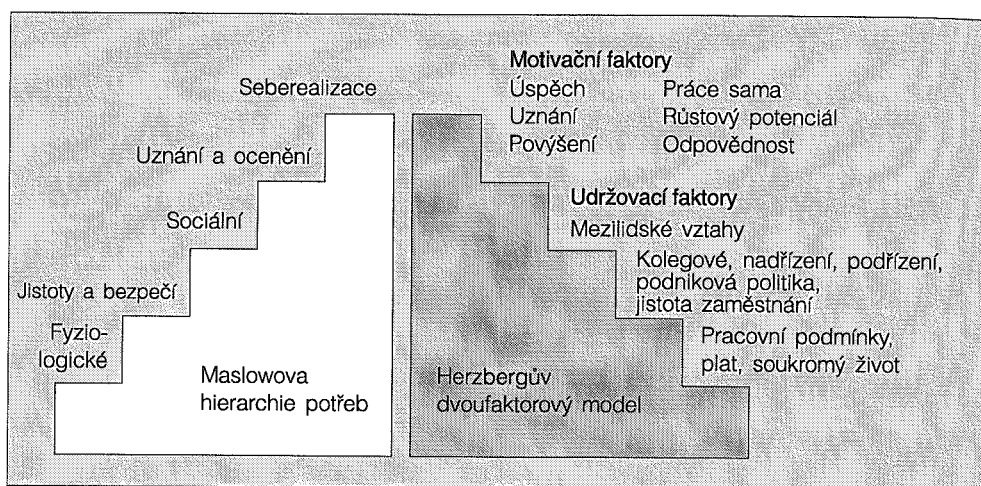 Seberealizace
Uznání a ocenění
Sociální
Jistoty a bezpečí
Fyzio-
logické
Maslowova
hierarchie potřeb
Motivační faktory
Úspěch Práce sama
Uznání Růstový potenciál
Povýšení Odpovědnost
Udržovací faktory
Mezilidské vztahy
Kolegové, nadřízení, podřízení,
podniková politika,
jistota zaměstnání
Pracovní podmínky,
plat, soukromý život
Herzbergův
dvoufaktorový model